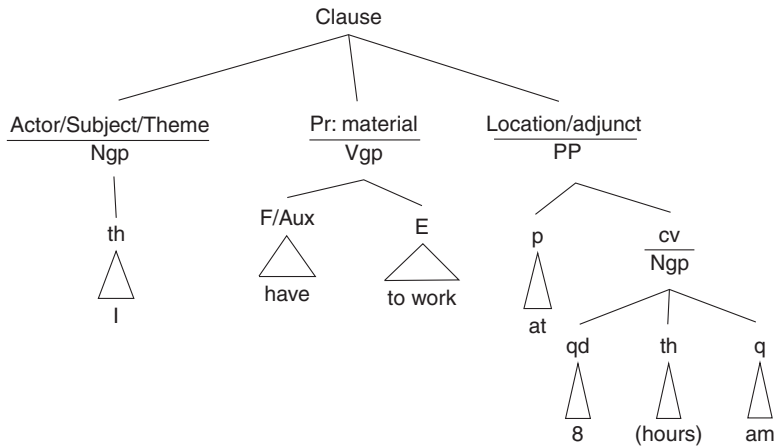 Clause
Actor/Subject/Theme Pr: material Location/adjunct
Ngp Vgp PP
th F/Aux E p cv
Ngp
I have to work at
qd th q
8 (hours) am